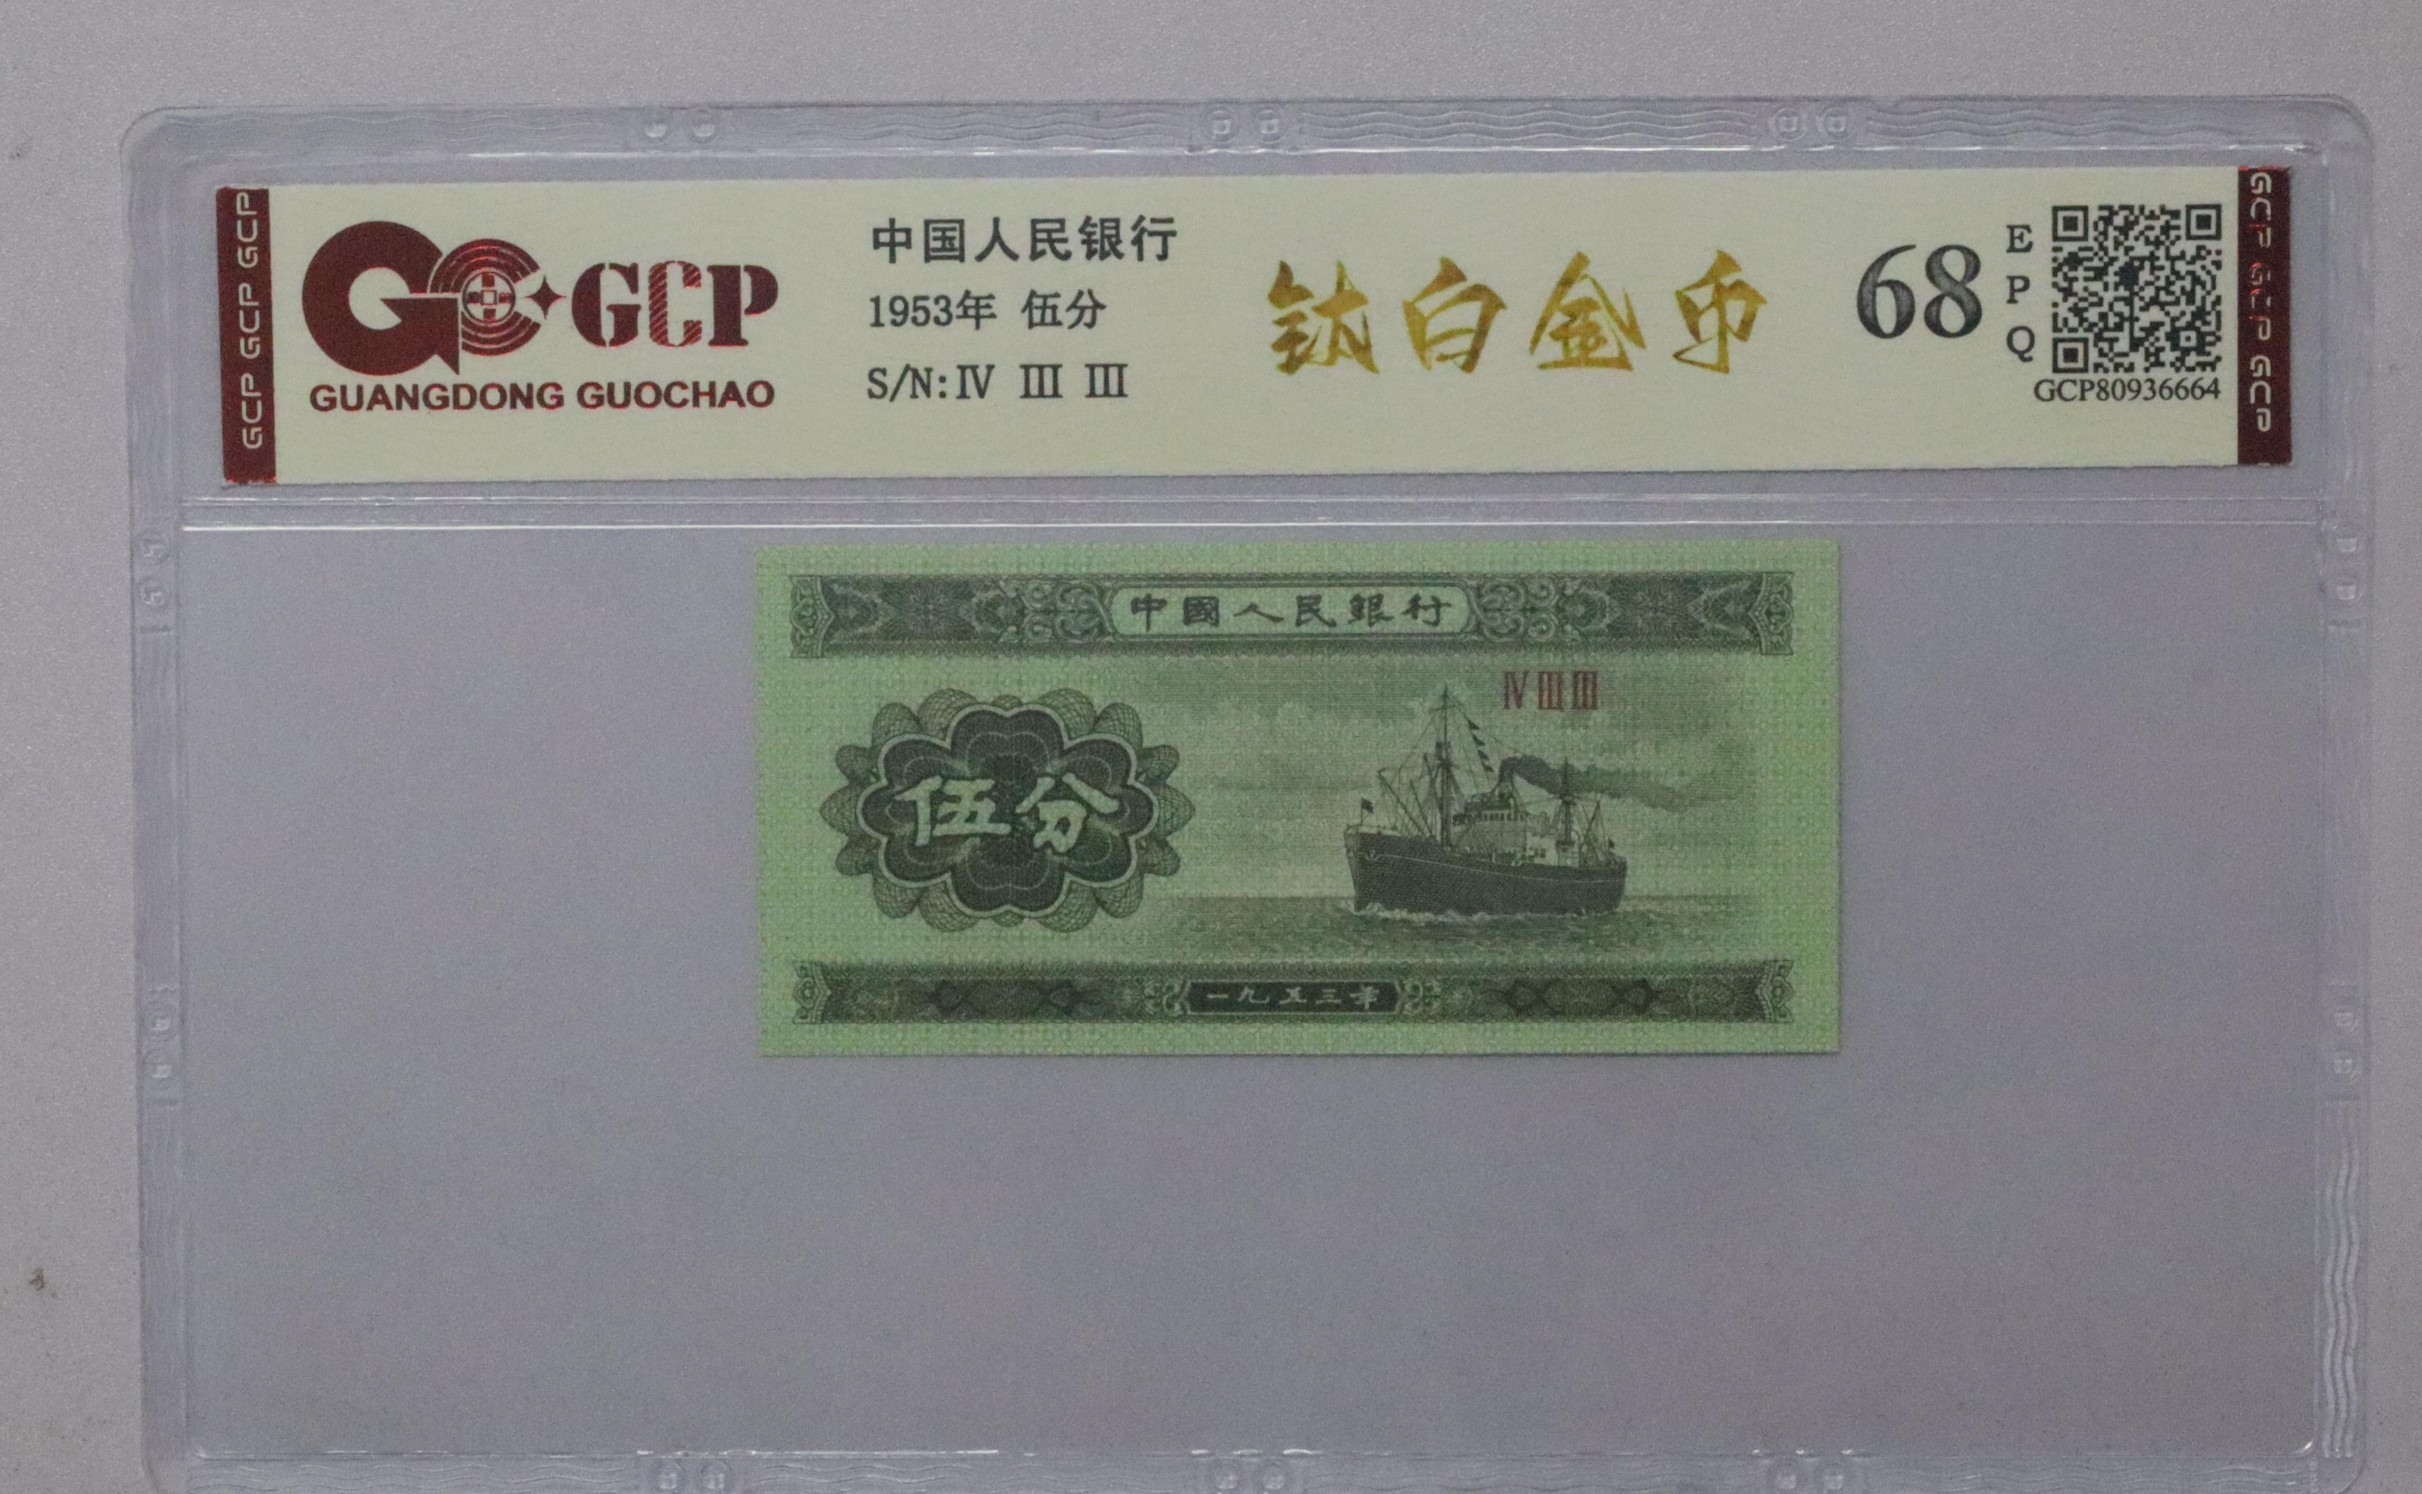 GCP GCP GCP
GCP
GUANGDONG GUOCHAO
中国人民银行
1953年 伍分
S/N:Ⅳ Ⅲ Ⅲ
钛白金币
68
EPQ
GCP80936664
GCP GCP GCP
中國人民銀行
Ⅳ Ⅲ Ⅲ
伍分
一九五三年